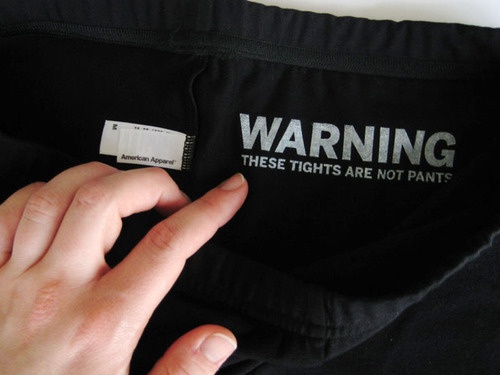 WARNING
THESE TIGHTS ARE NOT PANTS
M
American Apparel